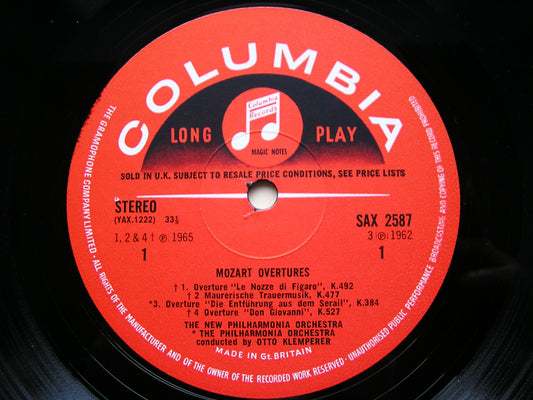 COLUMBIA
Columbia
Records
LONG PLAY
MAGIC NOTES
SOLD IN U.K. SUBJECT TO RESALE PRICE CONDITIONS, SEE PRICE LISTS
STEREO
(YAX.1222) 33⅓
SAX 2587
1, 2 & 4 † ℗ 1965
3 ℗ 1962
1
1
MOZART OVERTURES
† 1. Overture "Le Nozze di Figaro", K.492
† 2 Maurerische Trauermusik, K.477
*3. Overture "Die Entführung aus dem Serail", K.384
† 4 Overture "Don Giovanni", K.527
THE NEW PHILHARMONIA ORCHESTRA
* THE PHILHARMONIA ORCHESTRA
conducted by OTTO KLEMPERER
MADE IN Gt. BRITAIN
THE GRAMOPHONE COMPANY LIMITED - ALL RIGHTS OF THE MANUFACTURER AND OF THE OWNER OF THE RECORDED WORK RESERVED. - UNAUTHORISED PUBLIC PERFORMANCE, BROADCASTING AND COPYING OF THIS RECORD PROHIBITED